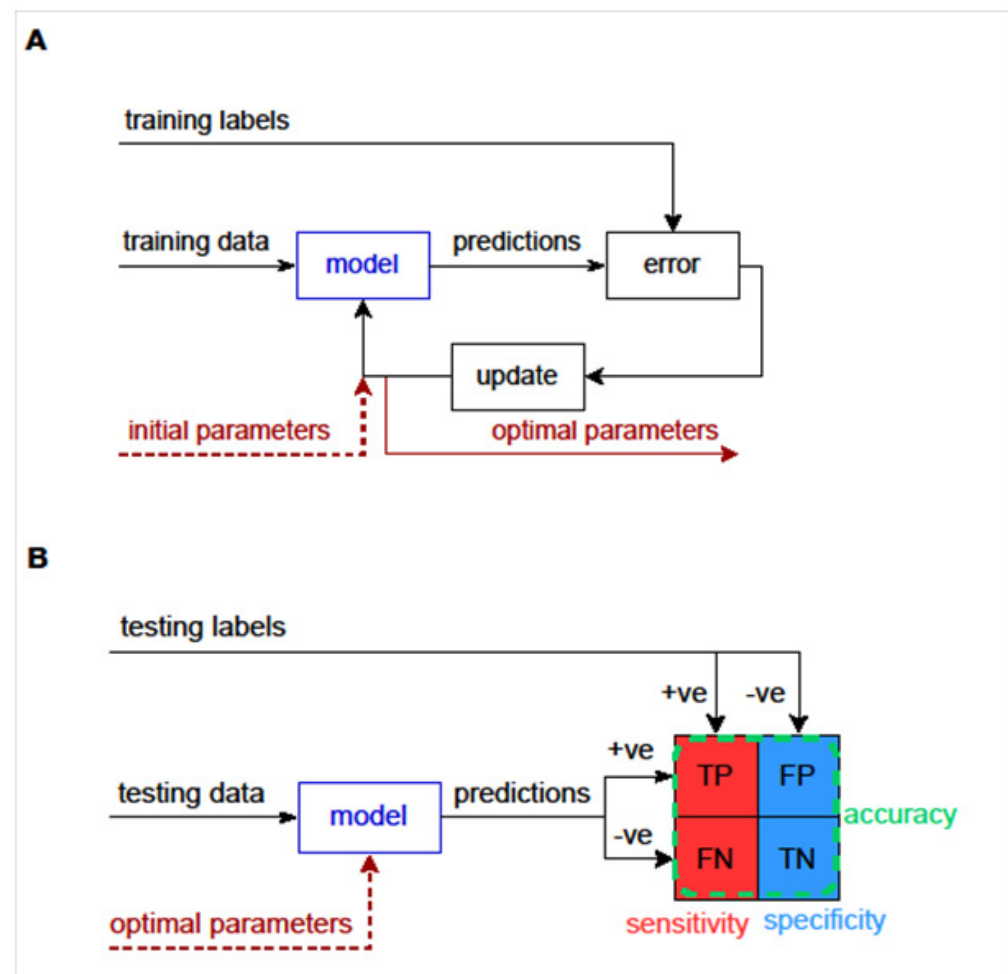 A
training labels
training data
model
predictions
error
update
initial parameters
optimal parameters
B
testing labels
+ve
-ve
+ve
TP
FP
testing data
model
predictions
accuracy
-ve
FN
TN
optimal parameters
sensitivity
specificity